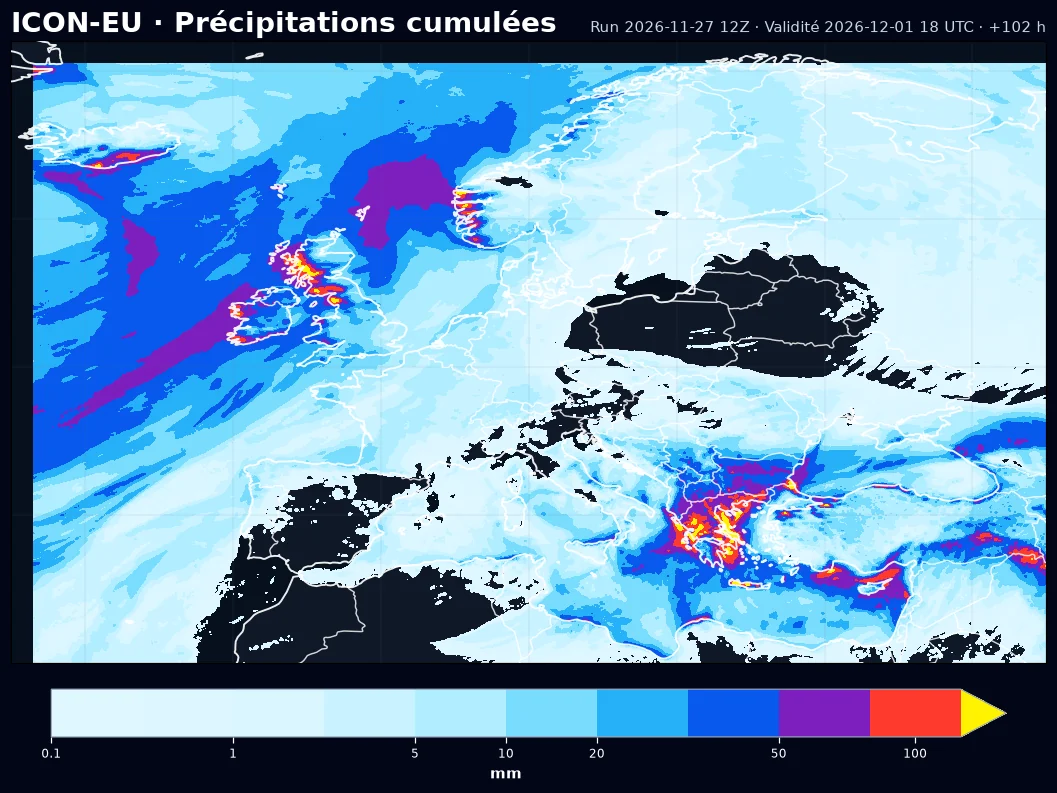 ICON-EU · Précipitations cumulées
Run 2026-11-27 12Z · Validité 2026-12-01 18 UTC · +102 h
0.1 1 5 10 20 50 100
mm